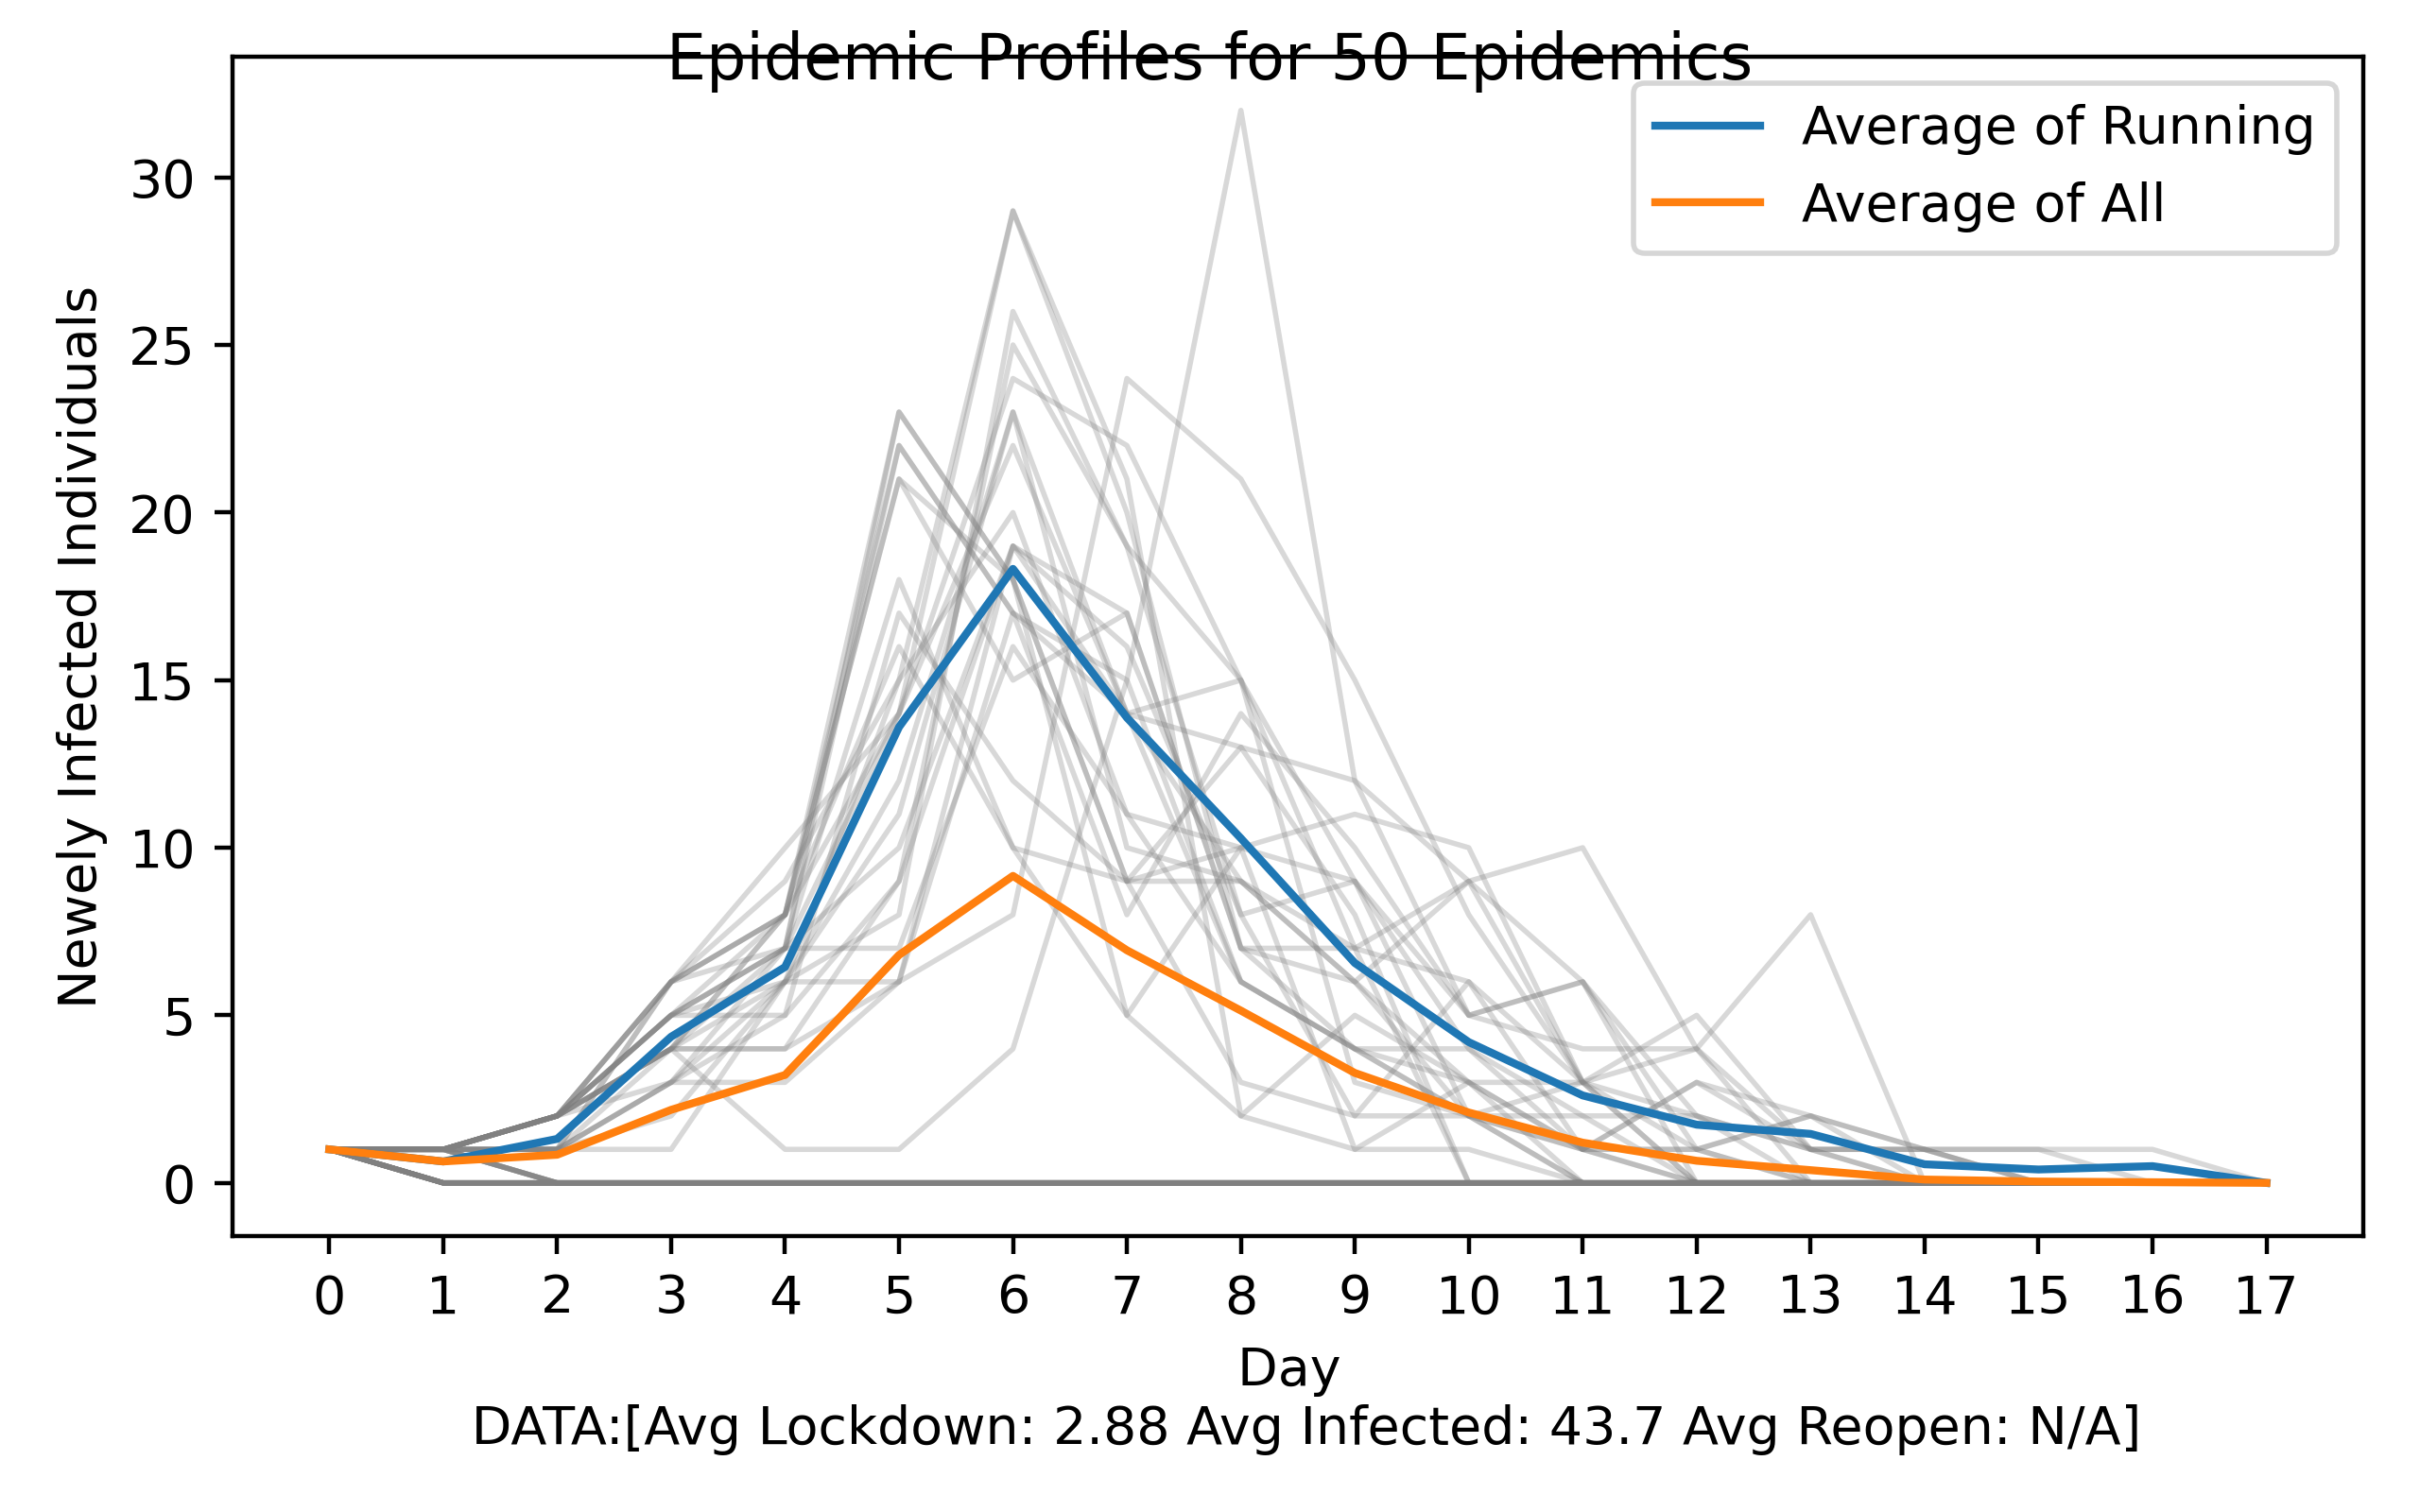 Epidemic Profiles for 50 Epidemics
Average of Running
Average of All
Newely Infected Individuals
30
25
20
15
10
5
0
0 1 2 3 4 5 6 7 8 9 10 11 12 13 14 15 16 17
Day
DATA:[Avg Lockdown: 2.88 Avg Infected: 43.7 Avg Reopen: N/A]